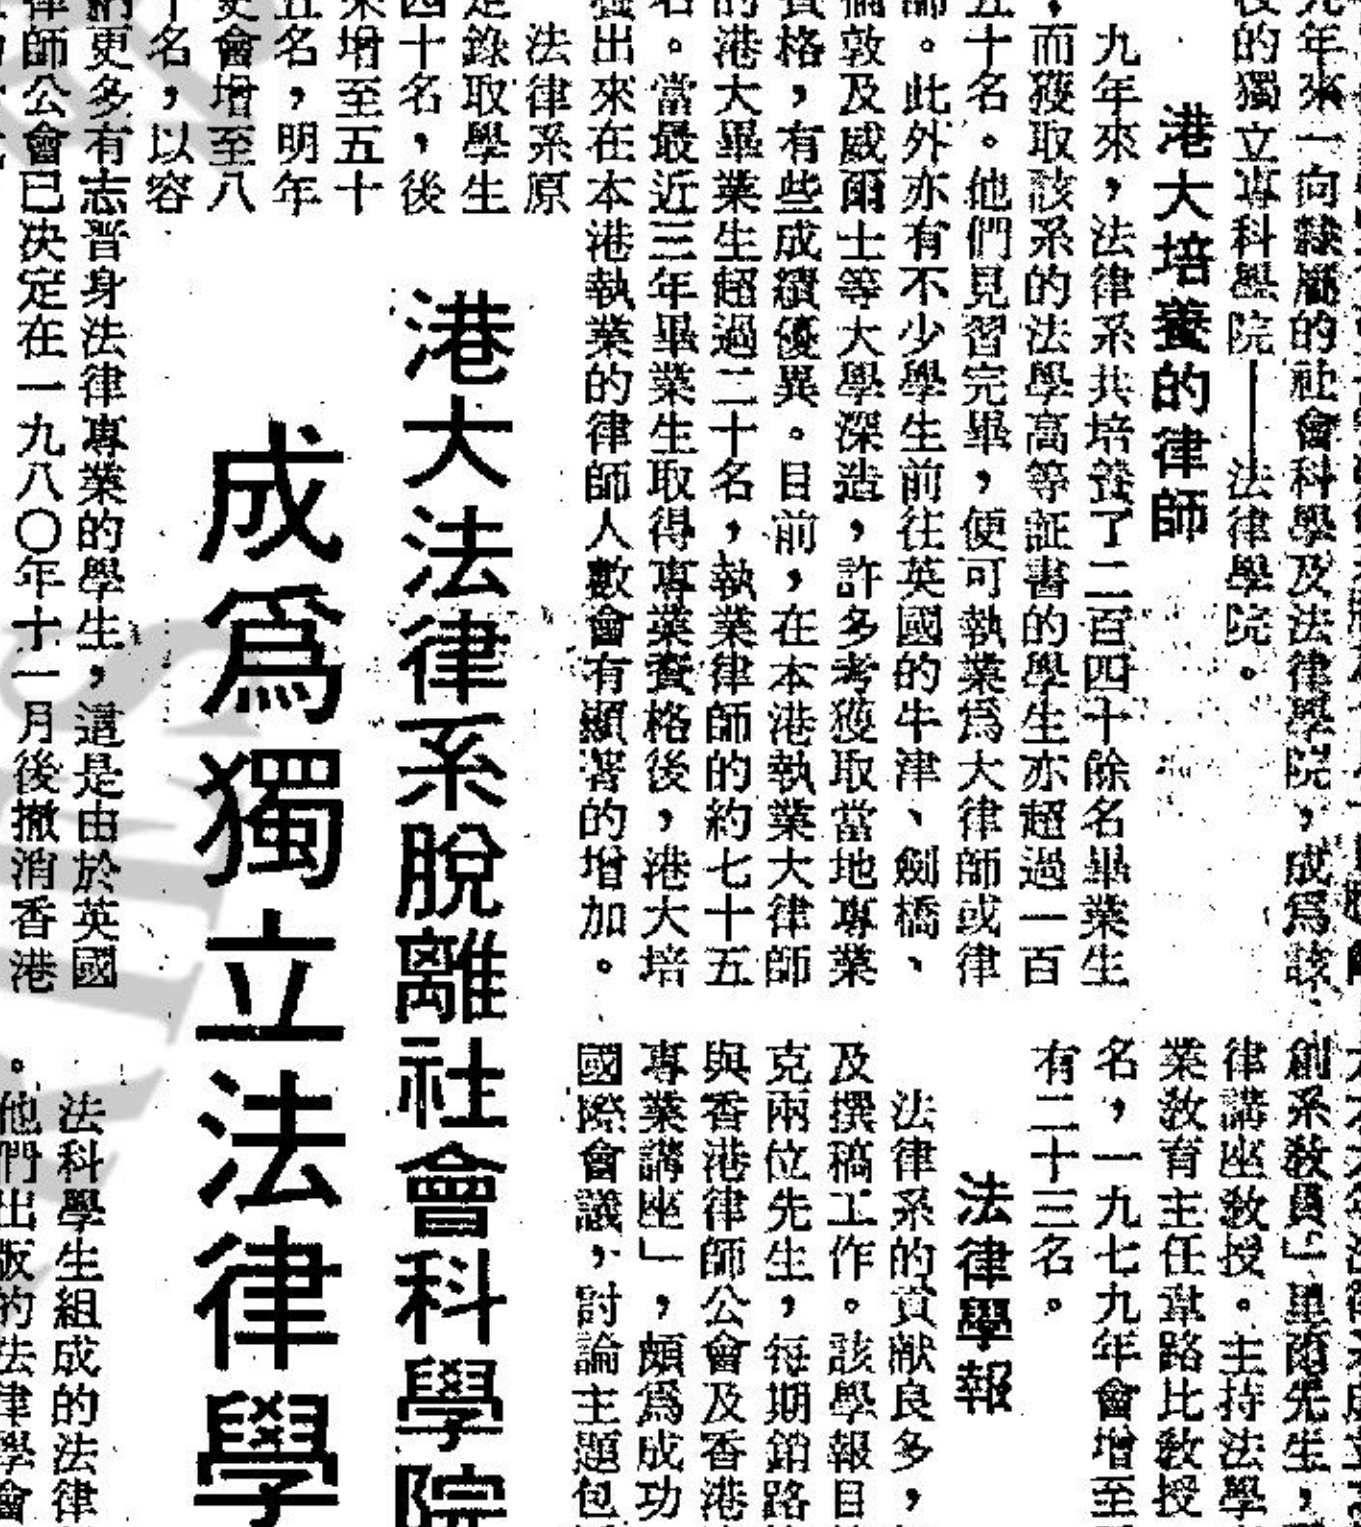 元年來一向隸屬的社會科學及法律學院，成爲該
校的獨立專科學院——法律學院。
港大培養的律師
九年來，法律系共培養了二百四十餘名畢業生
，而獲取該系的法學高等証書的學生亦超過一百
五十名。他們見習完畢，便可執業爲大律師或律
師。此外亦有不少學生前往英國的牛津、劍橋、
倫敦及威爾士等大學深造，許多考獲取當地專業
資格，有些成績優異。目前，在本港執業大律師
的港大畢業生超過二十名，執業律師的約七十五
名。當最近三年畢業生取得專業資格後，港大培
出來在本港執業的律師人數會有顯著的增加。
法律系原
是錄取學生
四十名，後
來增至五十
五名，明年
更會增至八
十名，以容
納更多有志晉身法律專業的學生，這是由於英國
律師公會已決定在一九八〇年十一月後撤消香港
港大法律系脫離社會科學院
成爲獨立法律學
創系教員」里爾先生，
律講座教授。主持法學
業教育主任韋路比教授
名，一九七九年會增至
有二十三名。
法律學報
法律系的貢献良多，
及撰稿工作。該學報目
克兩位先生，每期銷路
與香港律師公會及香港
專業講座」，頗爲成功
國際會議，討論主題包
法科學生組成的法律
。他們出版的法律學會